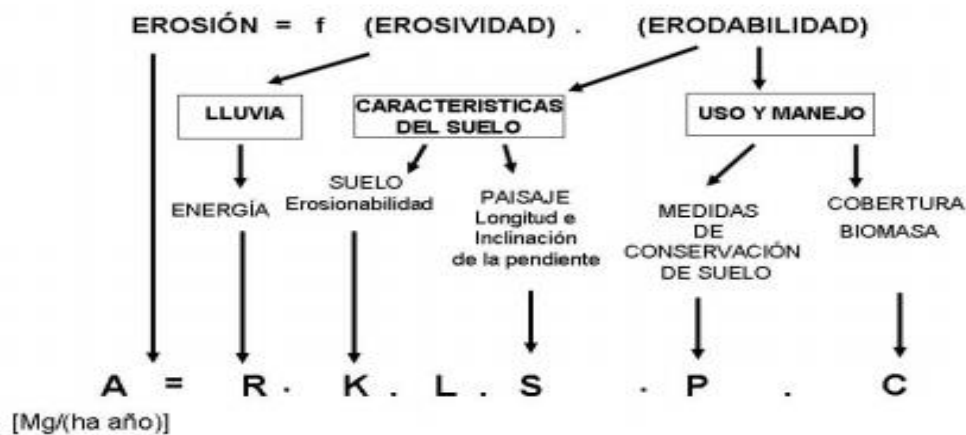 EROSIÓN = f (EROSIVIDAD) . (ERODABILIDAD)
LLUVIA
CARACTERISTICAS
DEL SUELO
USO Y MANEJO
ENERGÍA
SUELO
Erosionabilidad
PAISAJE
Longitud e
Inclinación
de la pendiente
MEDIDAS
DE
CONSERVACIÓN
DE SUELO
COBERTURA
BIOMASA
A = R . K . L . S . P . C
[Mg/(ha año)]